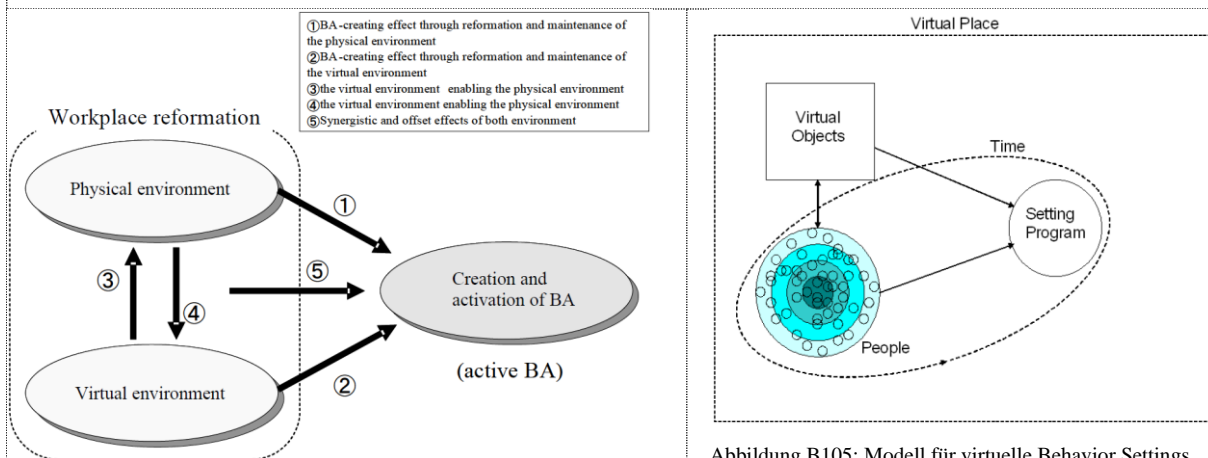 ①BA-creating effect through reformation and maintenance of
the physical environment
②BA-creating effect through reformation and maintenance of
the virtual environment
③the virtual environment enabling the physical environment
④the virtual environment enabling the physical environment
⑤Synergistic and offset effects of both environment
Workplace reformation
Physical environment
①
③
④
⑤
Creation and
activation of BA
(active BA)
Virtual environment
②
Virtual Place
Virtual
Objects
Time
Setting
Program
People
Abbildung B105: Modell für virtuelle Behavior Settings